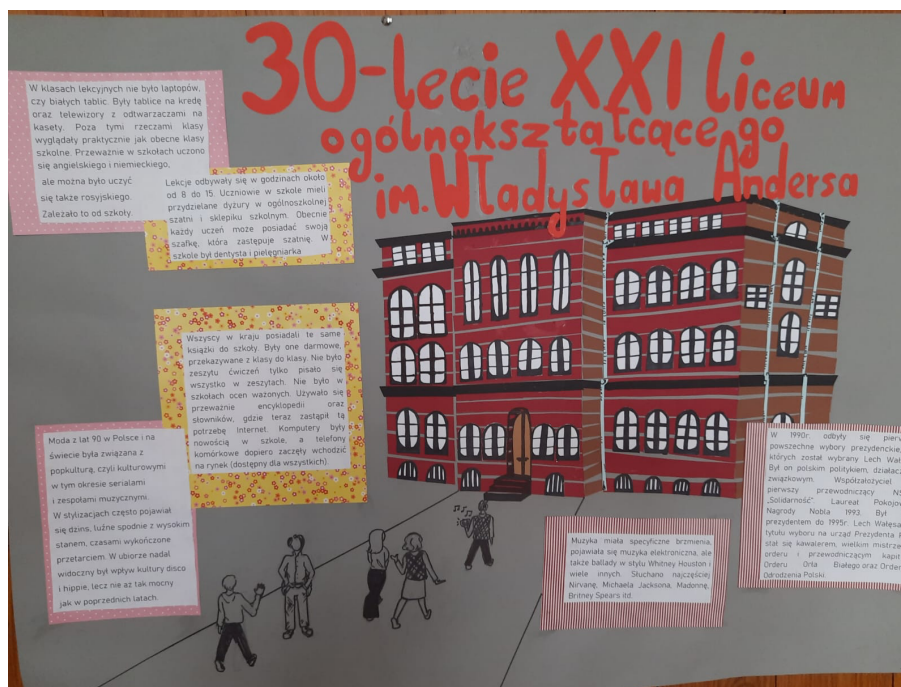 30-lecie XXI liceum
ogólnokształcącego
im. Władysława Andersa
W klasach lekcyjnych nie było laptopów,
czy białych tablic. Były tablice na kredę
oraz telewizory z odtwarzaczami na
kasety. Poza tymi rzeczami klasy
wyglądały praktycznie jak obecne klasy
szkolne. Przeważnie w szkołach uczono
się angielskiego i niemieckiego,
ale można było uczyć
się także rosyjskiego.
Zależało to od szkoły.
Lekcje odbywały się w godzinach około
od 8 do 15. Uczniowie w szkole mieli
przydzielane dyżury w ogólnoszkolnej
szatni i sklepiku szkolnym. Obecnie
każdy uczeń może posiadać swoją
szafkę, która zastępuje szatnię. W
szkole był dentysta i pielęgniarka
Wszyscy w kraju posiadali te same
książki do szkoły. Były one darmowe,
przekazywane z klasy do klasy. Nie było
zeszytu ćwiczeń tylko pisało się
wszystko w zeszytach. Nie było w
szkołach ocen ważonych. Używało się
przeważnie encyklopedii oraz
słowników, gdzie teraz zastąpił tą
potrzebę Internet. Komputery były
nowością w szkole, a telefony
komórkowe dopiero zaczęły wchodzić
na rynek (dostępny dla wszystkich).
Moda z lat 90 w Polsce i na
świecie była związana z
popkulturą, czyli kulturowymi
w tym okresie serialami
i zespołami muzycznymi.
W stylizacjach często pojawiał
się dżins, luźne spodnie z wysokim
stanem, czasami wykończone
przetarciem. W ubiorze nadal
widoczny był wpływ kultury disco
i hippie, lecz nie aż tak mocny
jak w poprzednich latach.
Muzyka miała specyficzne brzmienia,
pojawiała się muzyka elektroniczna, ale
także ballady w stylu Whitney Houston i
wiele innych. Słuchano najczęściej
Nirvanę, Michaela Jacksona, Madonnę,
Britney Spears itd.
W 1990r. odbyły się pierw
powszechne wybory prezydenckie,
których został wybrany Lech Wał
Był on polskim politykiem, działacz
związkowym. Współzałożyciel
pierwszy przewodniczący NS
„Solidarność". Laureat Pokojow
Nagrody Nobla 1993. Był
prezydentem do 1995r. Lech Wałęsa
tytułu wyboru na urząd Prezydenta
stał się kawalerem, wielkim mistrze
orderu i przewodniczącym kapit
Orderu Orła Białego oraz Order
Odrodzenia Polski.